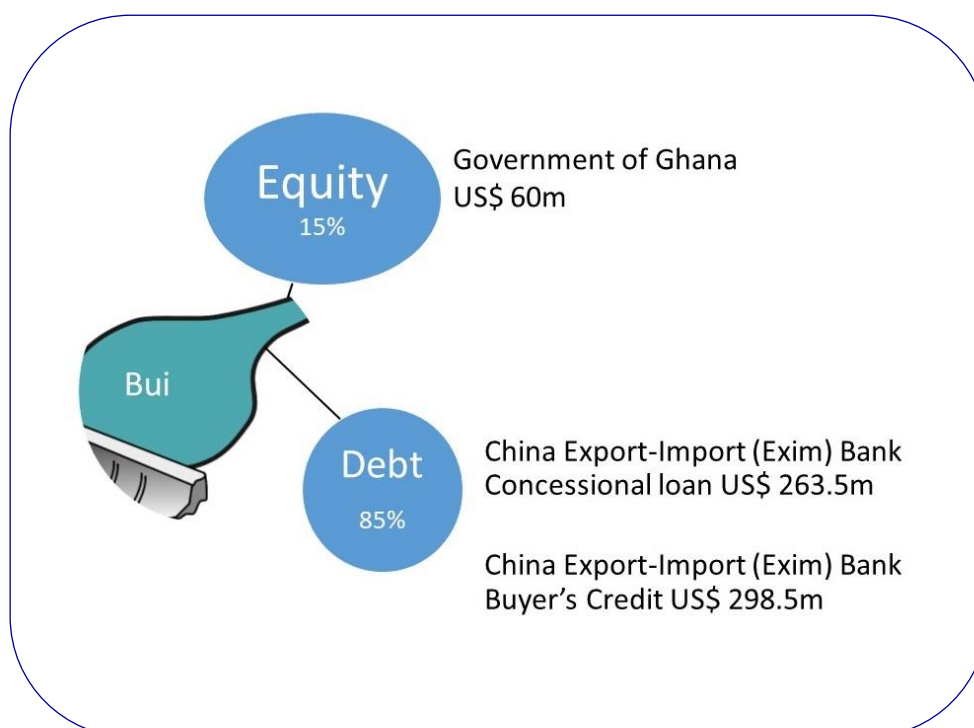 Equity
15%
Government of Ghana
US$ 60m
Bui
Debt
85%
China Export-Import (Exim) Bank
Concessional loan US$ 263.5m
China Export-Import (Exim) Bank
Buyer’s Credit US$ 298.5m